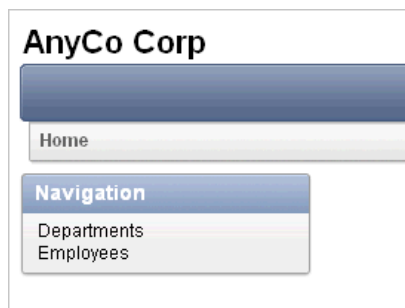 AnyCo Corp
Home
Navigation
Departments
Employees